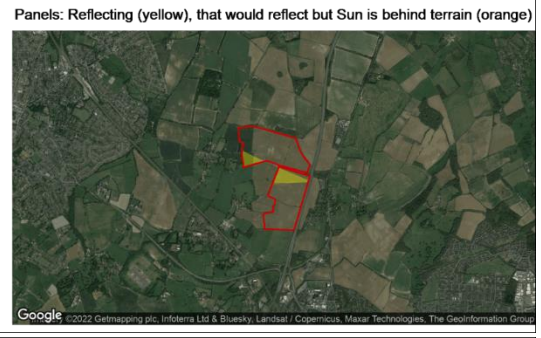 Panels: Reflecting (yellow), that would reflect but Sun is behind terrain (orange)
Google ©2022 Getmapping plc, Infoterra Ltd & Bluesky, Landsat / Copernicus, Maxar Technologies, The GeoInformation Group